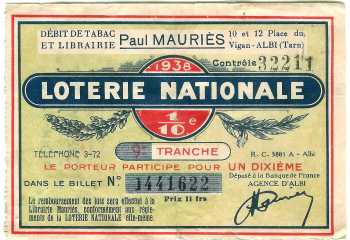 DÉBIT DE TABAC
ET LIBRAIRIE
Paul MAURIÈS
10 et 12 Place du
Vigan - ALBI (Tarn)
Contrôle 32211
1938
LOTERIE NATIONALE
1/10e
TÉLÉPHONE 3-72
9e TRANCHE
R. C. 5801 A - Albi
LE PORTEUR PARTICIPE POUR UN DIXIÈME
DANS LE BILLET No 1441622
Déposé à la Banque de France
AGENCE D'ALBI
Prix 11 frs
Le remboursement des lots sera effectué à la
Librairie Mauriès, conformément aux règle-
ments de la LOTERIE NATIONALE elle-même.